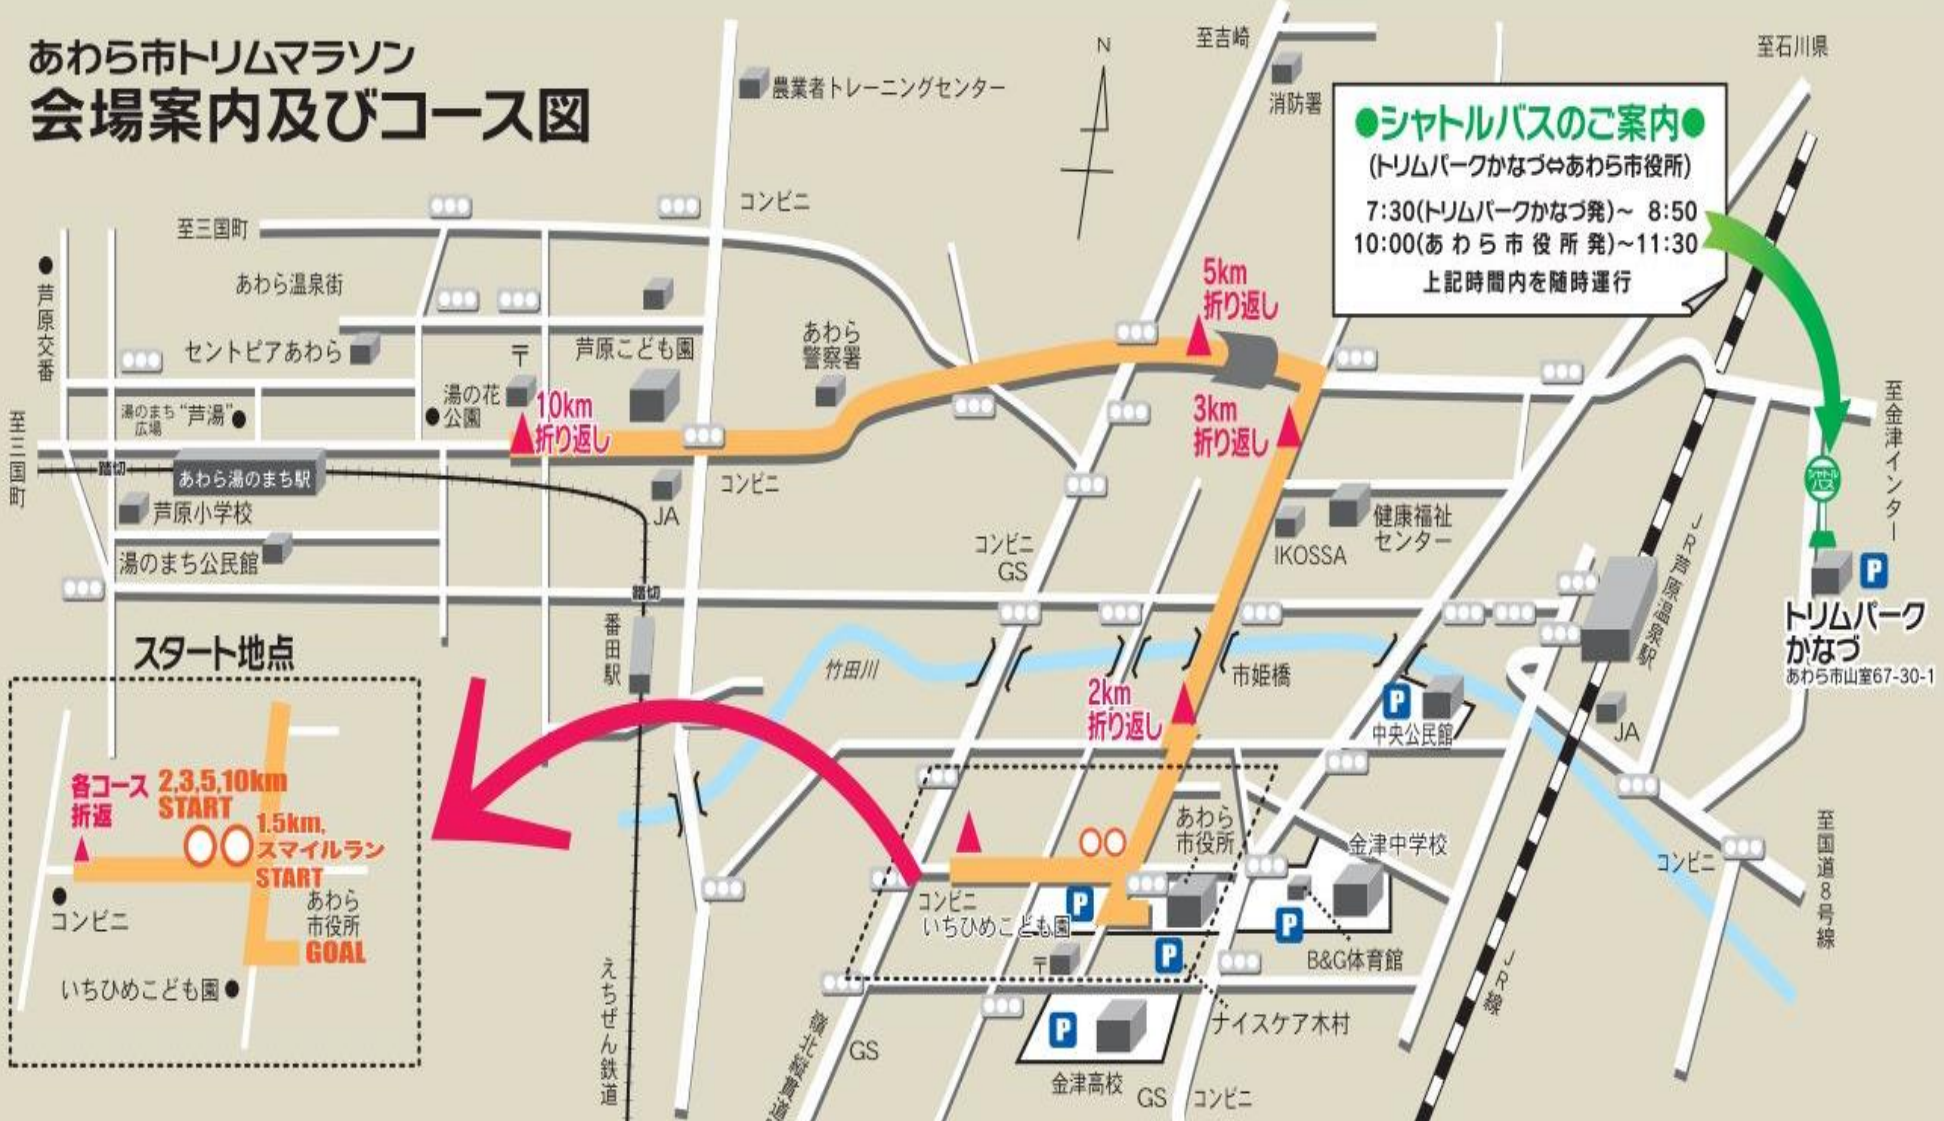 あわら市トリムマラソン
会場案内及びコース図
農業者トレーニングセンター
N
至吉崎
消防署
至石川県
●シャトルバスのご案内●
(トリムパークかなづ⇔あわら市役所)
7:30(トリムパークかなづ発)～ 8:50
10:00(あわら市役所発)～11:30
上記時間内を随時運行
コンビニ
至三国町
あわら温泉街
芦原交番
セントピアあわら
〒
芦原こども園
あわら
警察署
5km
折り返し
3km
折り返し
湯の花
公園
10km
折り返し
湯のまち
広場
“芦湯”
至三国町
踏切
あわら湯のまち駅
芦原小学校
湯のまち公民館
JA
コンビニ
コンビニ
GS
IKOSSA
健康福祉
センター
至金津インター
シャトル
バス
P
トリムパーク
かなづ
あわら市山室67-30-1
JR芦原温泉駅
踏切
番田駅
竹田川
市姫橋
2km
折り返し
P
中央公民館
JA
スタート地点
各コース
折返
2,3,5,10km
START
1.5km,
スマイルラン
START
コンビニ
あわら
市役所
GOAL
いちひめこども園
あわら
市役所
金津中学校
コンビニ
いちひめこども園
P
P
P
〒
B&G体育館
コンビニ
至国道8号線
JR線
ナイスケア木村
えちぜん鉄道
嶺北縦貫道
GS
P
金津高校
GS
コンビニ